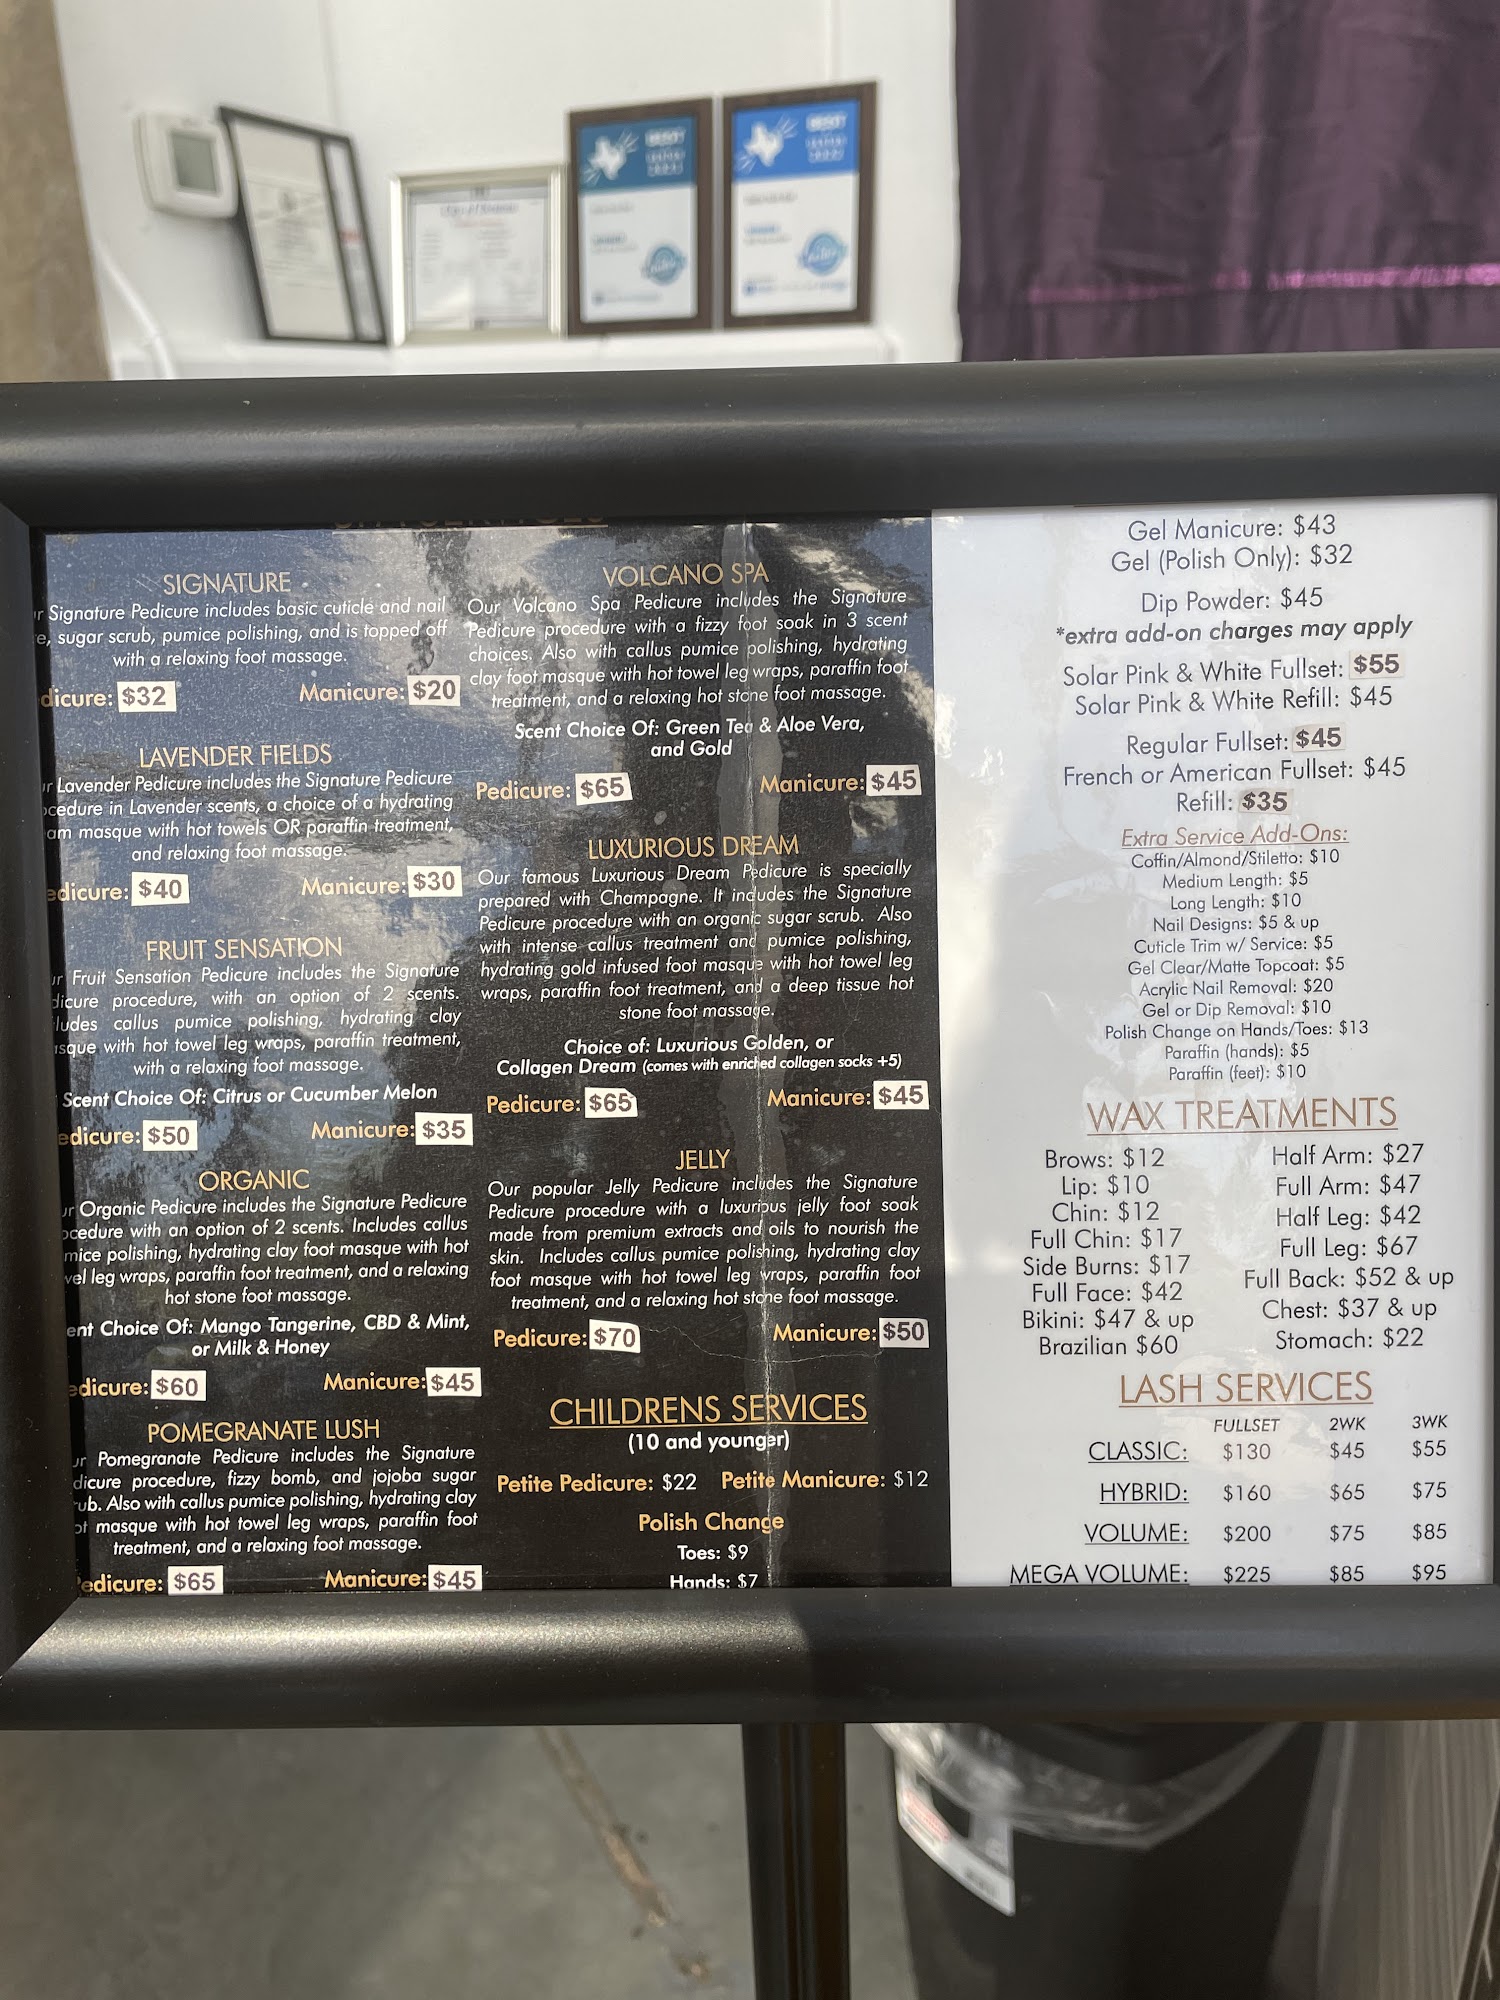 BEST
BEST
SIGNATURE
Signature Pedicure includes basic cuticle and nail
sugar scrub, pumice polishing, and is topped off
with a relaxing foot massage.
dicure: $32 Manicure: $20
LAVENDER FIELDS
Lavender Pedicure includes the Signature Pedicure
ocedure in Lavender scents, a choice of a hydrating
am masque with hot towels OR paraffin treatment,
and relaxing foot massage.
edicure: $40 Manicure: $30
FRUIT SENSATION
Fruit Sensation Pedicure includes the Signature
dicure procedure, with an option of 2 scents.
ludes callus pumice polishing, hydrating clay
sque with hot towel leg wraps, paraffin treatment,
with a relaxing foot massage.
Scent Choice Of: Citrus or Cucumber Melon
edicure: $50 Manicure: $35
ORGANIC
Organic Pedicure includes the Signature Pedicure
ocedure with an option of 2 scents. Includes callus
mice polishing, hydrating clay foot masque with hot
vel leg wraps, paraffin foot treatment, and a relaxing
hot stone foot massage.
ent Choice Of: Mango Tangerine, CBD & Mint,
or Milk & Honey
edicure: $60 Manicure: $45
POMEGRANATE LUSH
Pomegranate Pedicure includes the Signature
dicure procedure, fizzy bomb, and jojoba sugar
ub. Also with callus pumice polishing, hydrating clay
ot masque with hot towel leg wraps, paraffin foot
treatment, and a relaxing foot massage.
edicure: $65 Manicure: $45
VOLCANO SPA
Our Volcano Spa Pedicure includes the Signature
Pedicure procedure with a fizzy foot soak in 3 scent
choices. Also with callus pumice polishing, hydrating
clay foot masque with hot towel leg wraps, paraffin foot
treatment, and a relaxing hot stone foot massage.
Scent Choice Of: Green Tea & Aloe Vera,
and Gold
Pedicure: $65 Manicure: $45
LUXURIOUS DREAM
Our famous Luxurious Dream Pedicure is specially
prepared with Champagne. It includes the Signature
Pedicure procedure with an organic sugar scrub. Also
with intense callus treatment and pumice polishing,
hydrating gold infused foot masque with hot towel leg
wraps, paraffin foot treatment, and a deep tissue hot
stone foot massage.
Choice of: Luxurious Golden, or
Collagen Dream (comes with enriched collagen socks +5)
Pedicure: $65 Manicure: $45
JELLY
Our popular Jelly Pedicure includes the Signature
Pedicure procedure with a luxurious jelly foot soak
made from premium extracts and oils to nourish the
skin. Includes callus pumice polishing, hydrating clay
foot masque with hot towel leg wraps, paraffin foot
treatment, and a relaxing hot stone foot massage.
Pedicure: $70 Manicure: $50
CHILDRENS SERVICES
(10 and younger)
Petite Pedicure: $22 Petite Manicure: $12
Polish Change
Toes: $9
Hands: $7
Gel Manicure: $43
Gel (Polish Only): $32
Dip Powder: $45
*extra add-on charges may apply
Solar Pink & White Fullset: $55
Solar Pink & White Refill: $45
Regular Fullset: $45
French or American Fullset: $45
Refill: $35
Extra Service Add-Ons:
Coffin/Almond/Stiletto: $10
Medium Length: $5
Long Length: $10
Nail Designs: $5 & up
Cuticle Trim w/ Service: $5
Gel Clear/Matte Topcoat: $5
Acrylic Nail Removal: $20
Gel or Dip Removal: $10
Polish Change on Hands/Toes: $13
Paraffin (hands): $5
Paraffin (feet): $10
WAX TREATMENTS
Brows: $12 Half Arm: $27
Lip: $10 Full Arm: $47
Chin: $12 Half Leg: $42
Full Chin: $17 Full Leg: $67
Side Burns: $17 Full Back: $52 & up
Full Face: $42 Chest: $37 & up
Bikini: $47 & up Stomach: $22
Brazilian $60
LASH SERVICES
FULLSET 2WK 3WK
CLASSIC: $130 $45 $55
HYBRID: $160 $65 $75
VOLUME: $200 $75 $85
MEGA VOLUME: $225 $85 $95